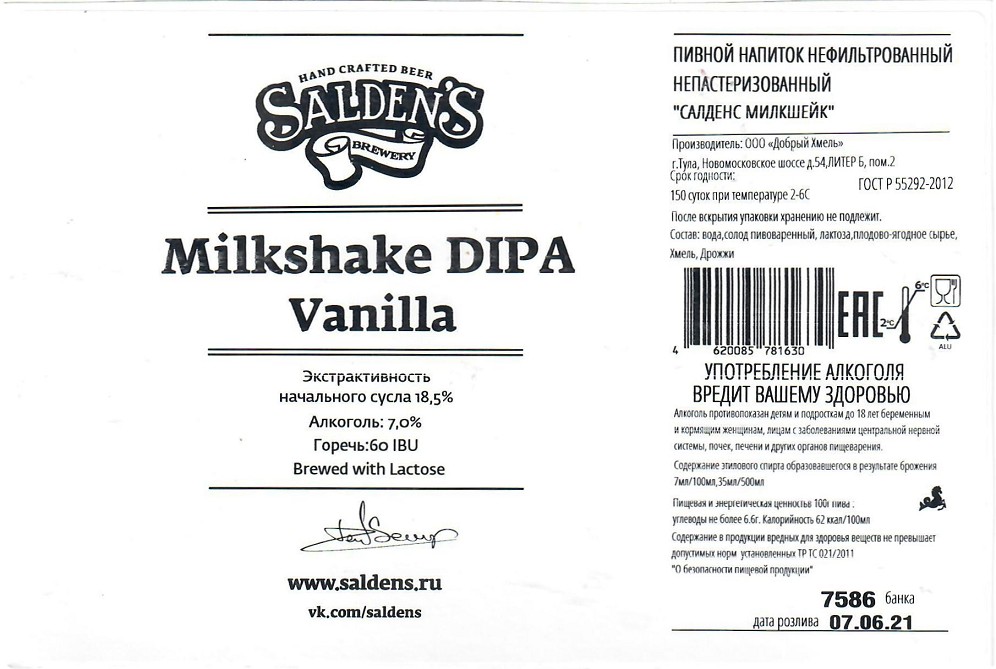 HAND CRAFTED BEER
SALDEN'S
BREWERY
Milkshake DIPA
Vanilla
Экстрактивность
начального сусла 18,5%
Алкоголь: 7,0%
Горечь:60 IBU
Brewed with Lactose
www.saldens.ru
vk.com/saldens
ПИВНОЙ НАПИТОК НЕФИЛЬТРОВАННЫЙ
НЕПАСТЕРИЗОВАННЫЙ
"САЛДЕНС МИЛКШЕЙК"
Производитель: ООО «Добрый Хмель»
г.Тула, Новомосковское шоссе д.54,ЛИТЕР Б, пом.2
Срок годности:
ГОСТ Р 55292-2012
150 суток при температуре 2-6С
После вскрытия упаковки хранению не подлежит.
Состав: вода,солод пивоваренный, лактоза,плодово-ягодное сырье,
Хмель, Дрожжи
4 620085 781630
EAC
6°C
2°C
ALU
УПОТРЕБЛЕНИЕ АЛКОГОЛЯ
ВРЕДИТ ВАШЕМУ ЗДОРОВЬЮ
Алкоголь противопоказан детям и подросткам до 18 лет беременным
и кормящим женщинам, лицам с заболеваниями центральной нервной
системы, почек, печени и других органов пищеварения.
Содержание этилового спирта образовавшегося в результате брожения
7мл/100мл,35мл/500мл
Пищевая и энергетическая ценностьв 100г пива :
углеводы не более 6.6г. Калорийность 62 ккал/100мл
Содержание в продукции вредных для здоровья веществ не превышает
допустимых норм установленных ТР ТС 021/2011
"О безопасности пищевой продукции"
7586 банка
дата розлива 07.06.21